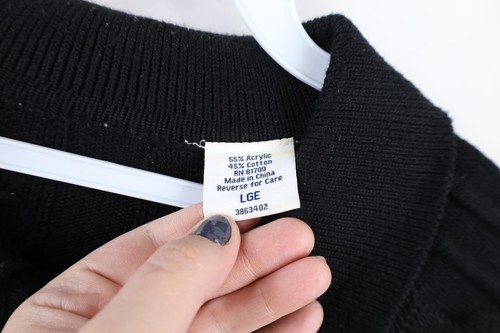 55% Acrylic
45% Cotton
RN 81700
Made in China
Reverse for Care
LGE
3863402